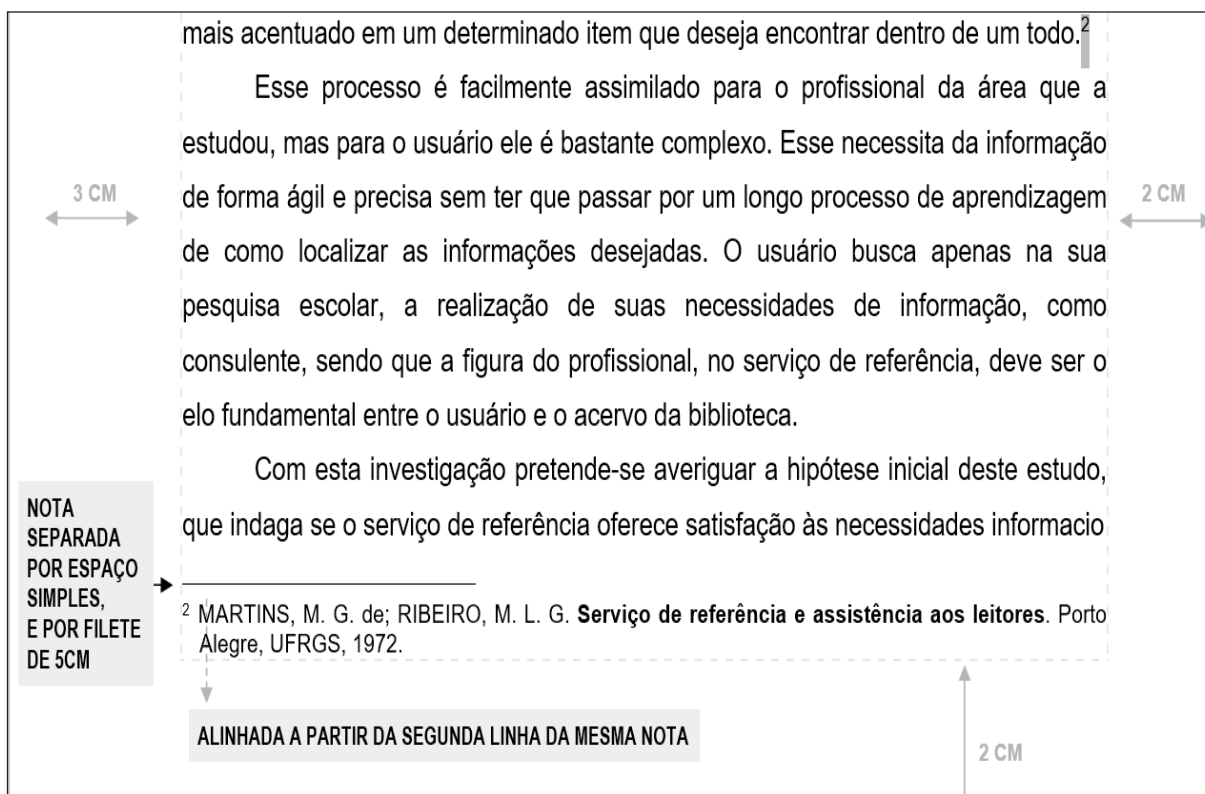 mais acentuado em um determinado item que deseja encontrar dentro de um todo.²
Esse processo é facilmente assimilado para o profissional da área que a
estudou, mas para o usuário ele é bastante complexo. Esse necessita da informação
de forma ágil e precisa sem ter que passar por um longo processo de aprendizagem
de como localizar as informações desejadas. O usuário busca apenas na sua
pesquisa escolar, a realização de suas necessidades de informação, como
consulente, sendo que a figura do profissional, no serviço de referência, deve ser o
elo fundamental entre o usuário e o acervo da biblioteca.
Com esta investigação pretende-se averiguar a hipótese inicial deste estudo,
que indaga se o serviço de referência oferece satisfação às necessidades informacio
3 CM
2 CM
NOTA
SEPARADA
POR ESPAÇO
SIMPLES,
E POR FILETE
DE 5CM
² MARTINS, M. G. de; RIBEIRO, M. L. G. Serviço de referência e assistência aos leitores. Porto
Alegre, UFRGS, 1972.
ALINHADA A PARTIR DA SEGUNDA LINHA DA MESMA NOTA
2 CM